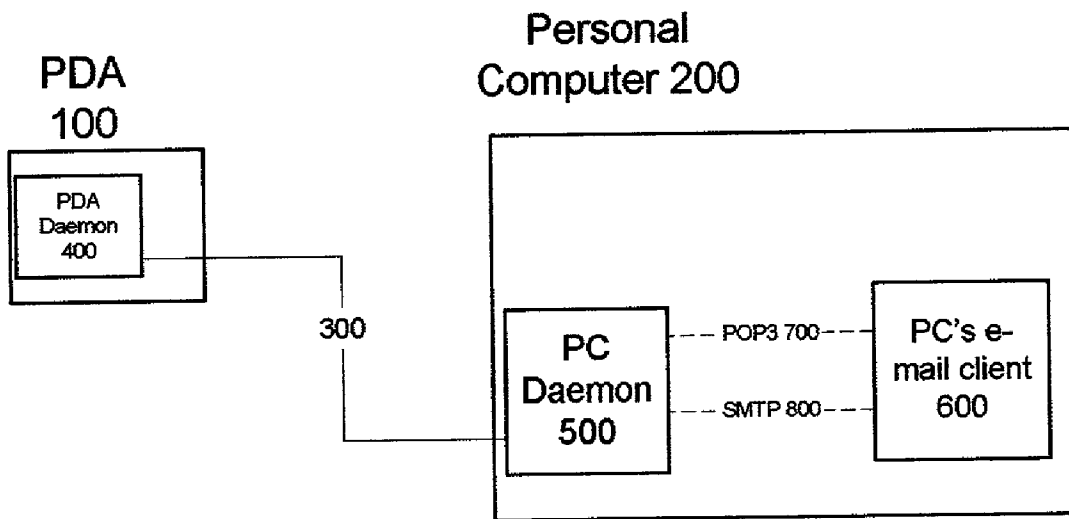 Personal
Computer 200
PDA
100
PDA
Daemon
400
300
PC
Daemon
500
POP3 700
SMTP 800
PC's e-
mail client
600